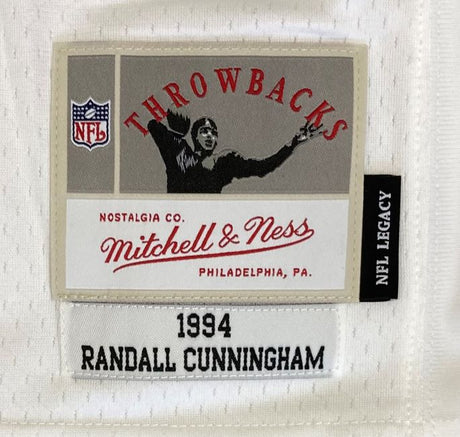 THROWBACKS
NFL
NOSTALGIA CO.
Mitchell & Ness
PHILADELPHIA, PA.
NFL LEGACY
1994
RANDALL CUNNINGHAM